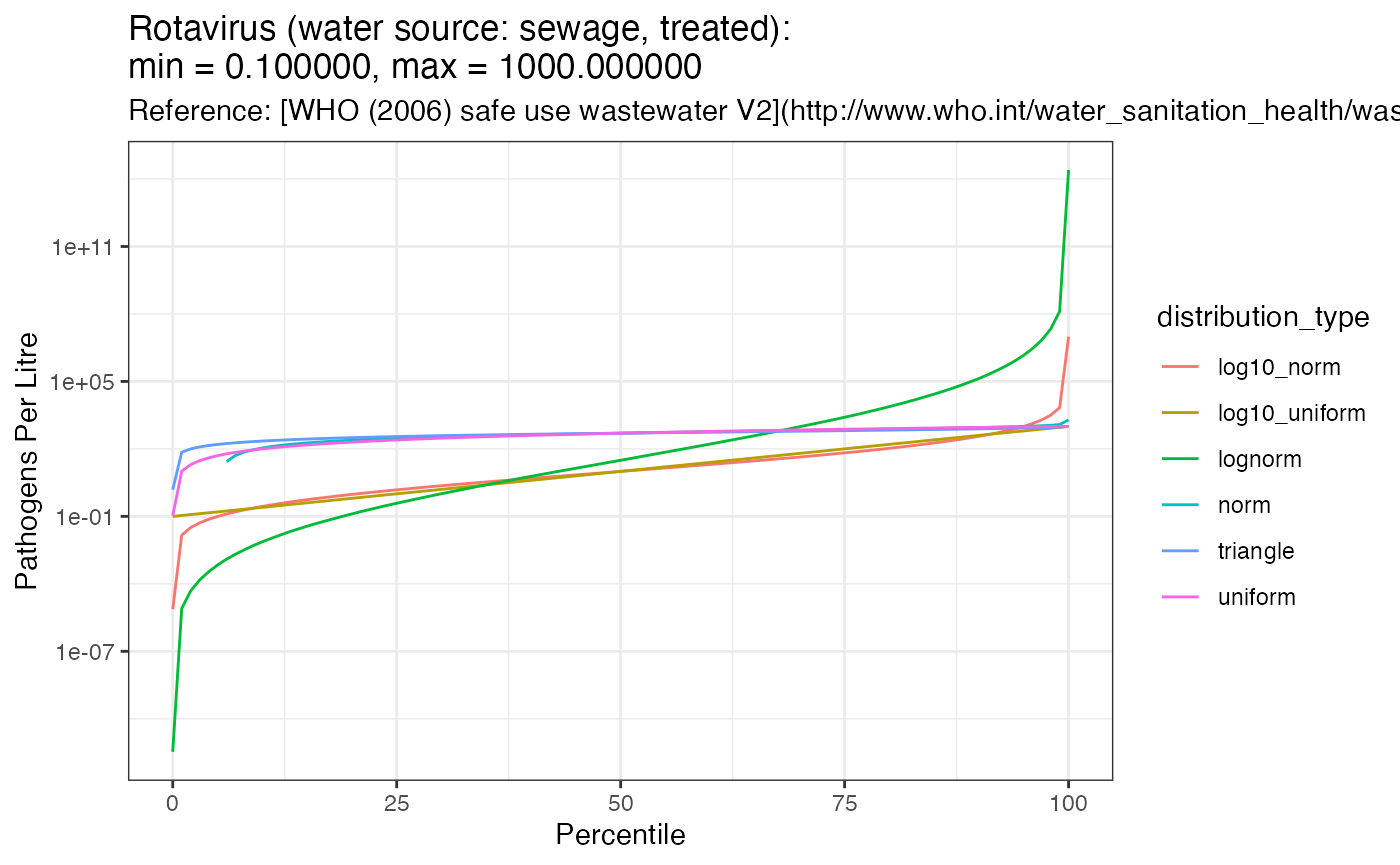 Rotavirus (water source: sewage, treated):
min = 0.100000, max = 1000.000000
Reference: [WHO (2006) safe use wastewater V2](http://www.who.int/water_sanitation_health/was
Pathogens Per Litre
1e+11
1e+05
1e-01
1e-07
0 25 50 75 100
Percentile
distribution_type
log10_norm
log10_uniform
lognorm
norm
triangle
uniform